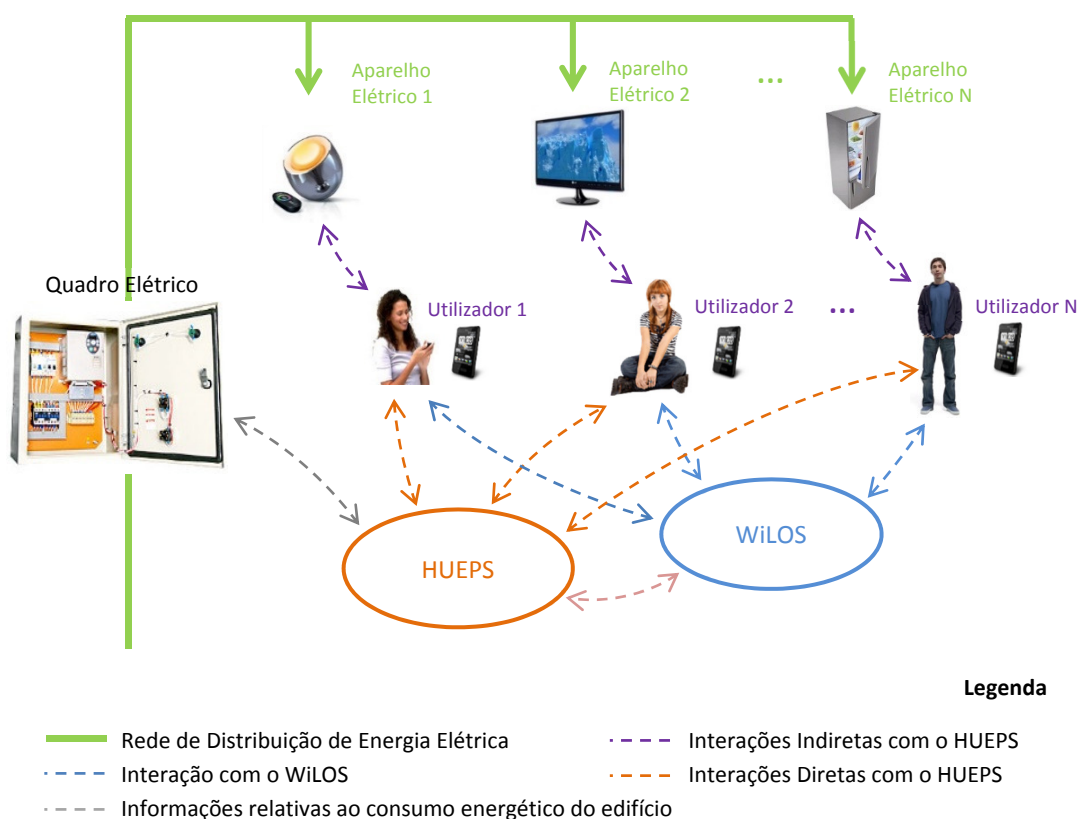 Aparelho
Elétrico 1
Aparelho
Elétrico 2
...
Aparelho
Elétrico N
Quadro Elétrico
Utilizador 1
Utilizador 2
...
Utilizador N
HUEPS
WiLOS
Legenda
Rede de Distribuição de Energia Elétrica
Interações Indiretas com o HUEPS
Interação com o WiLOS
Interações Diretas com o HUEPS
Informações relativas ao consumo energético do edifício